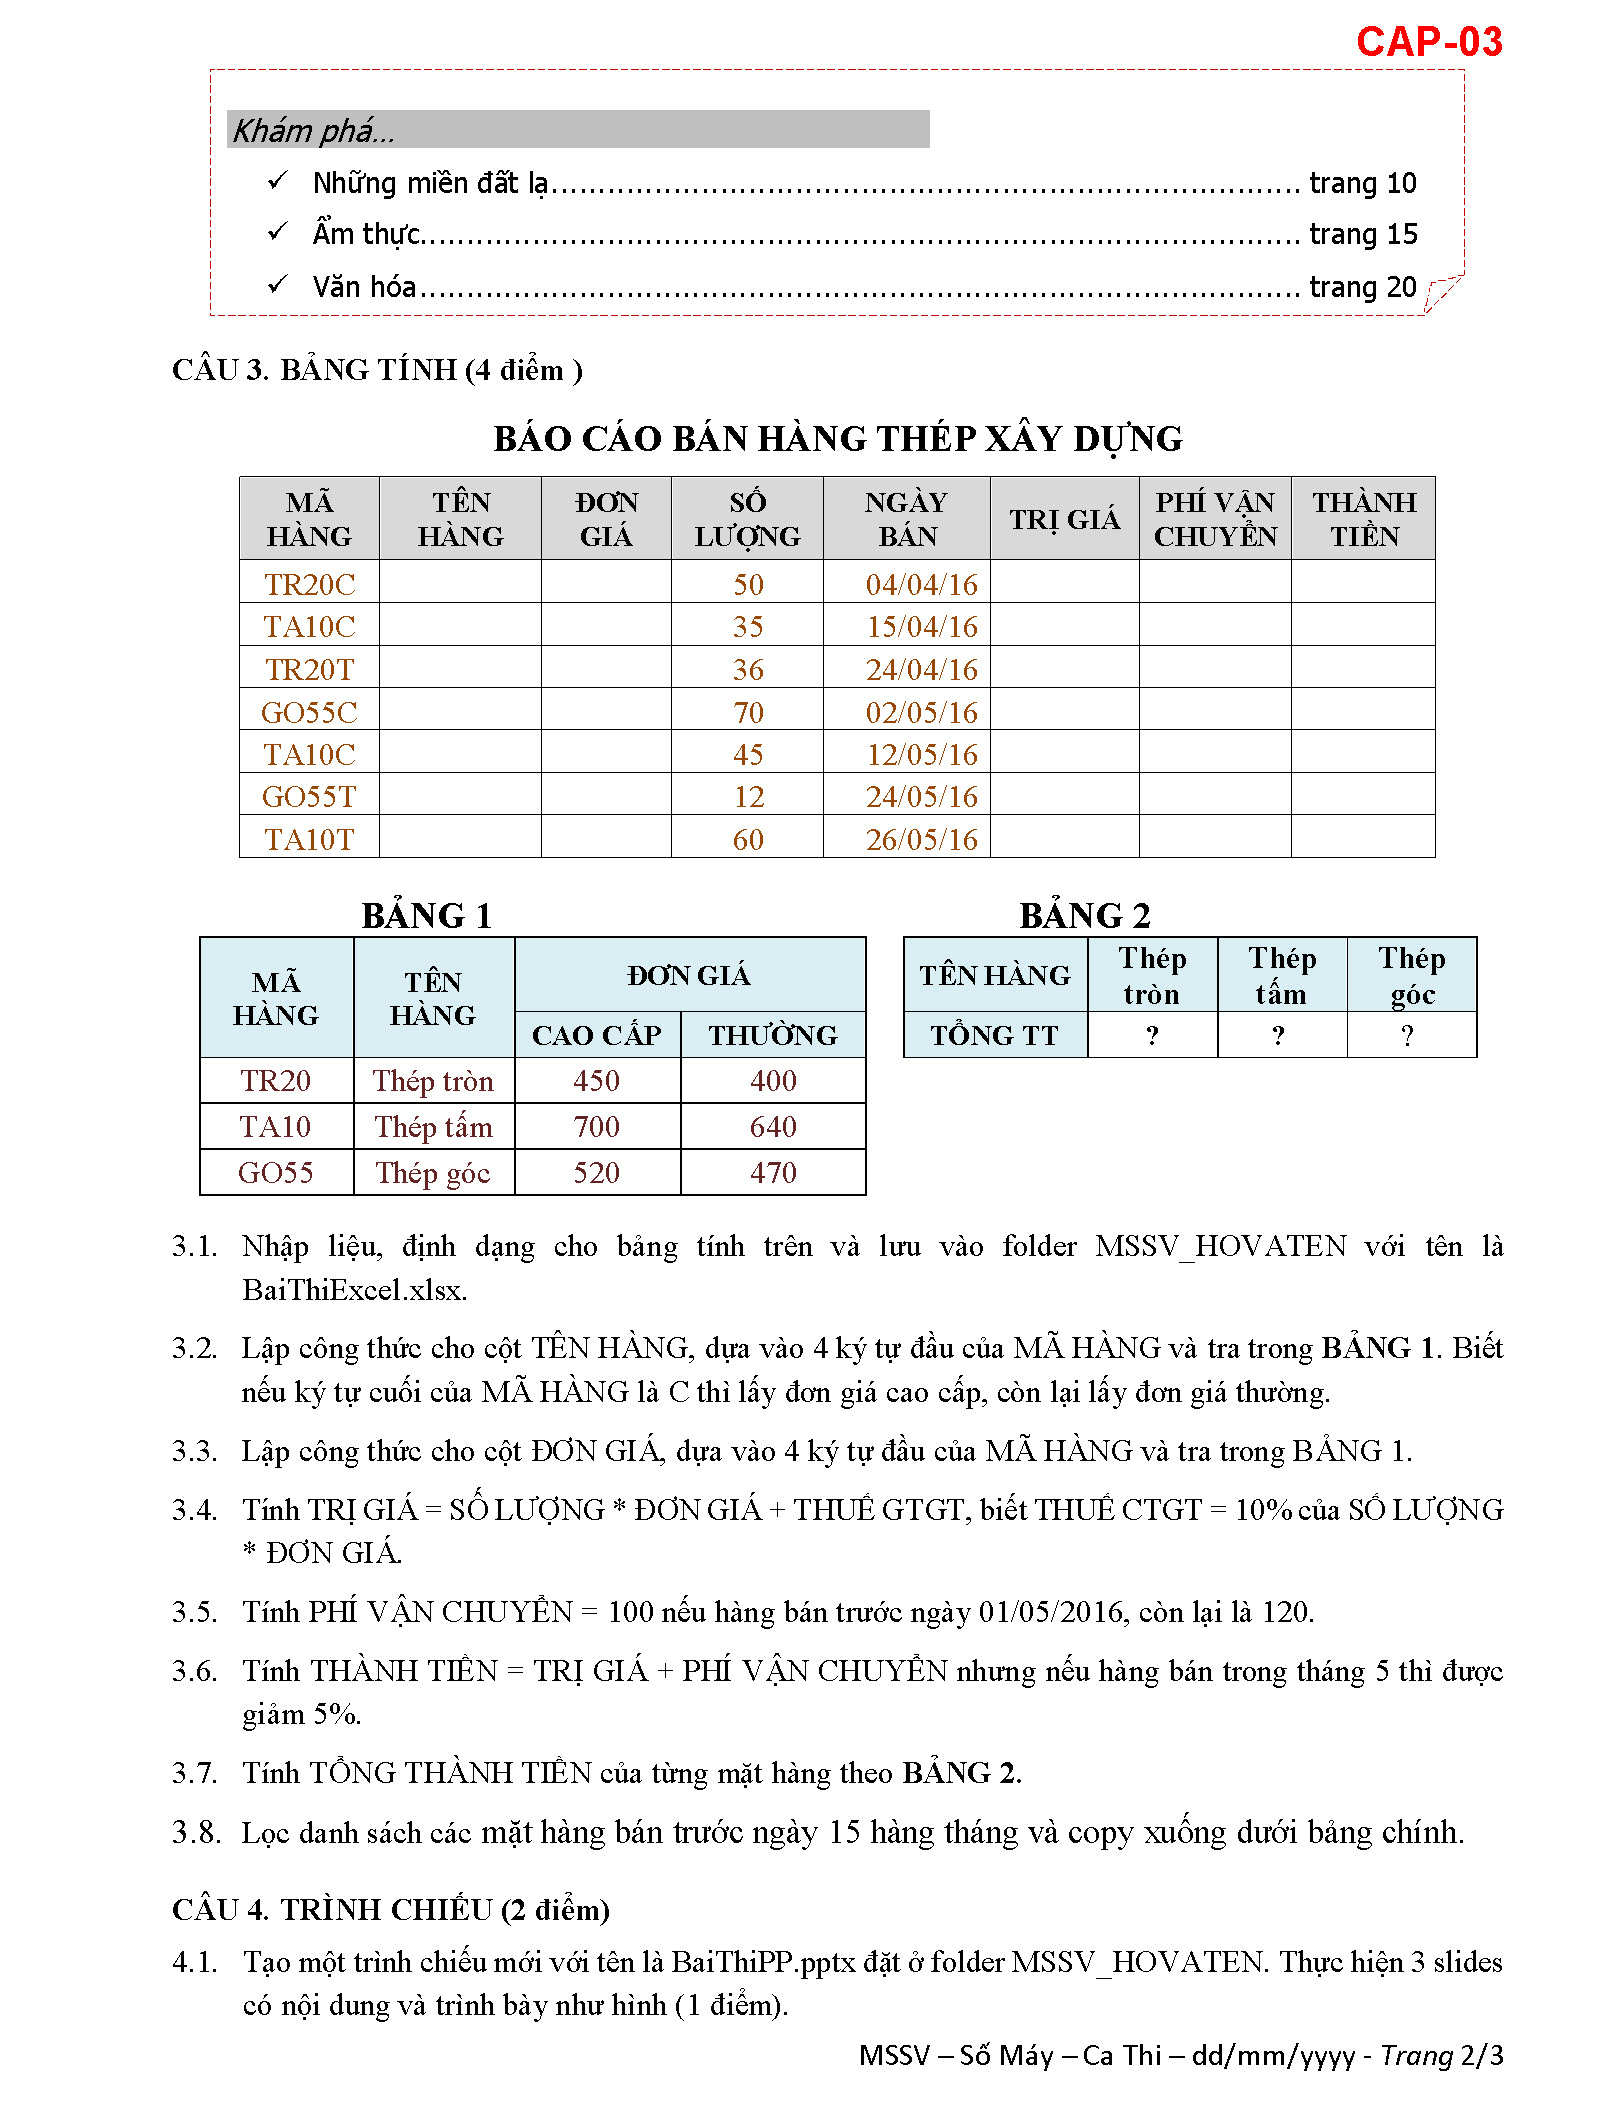 CAP-03
Khám phá...
✓ Những miền đất lạ................................................................................ trang 10
✓ Ẩm thực.............................................................................................. trang 15
✓ Văn hóa.............................................................................................. trang 20
CÂU 3. BẢNG TÍNH (4 điểm )
BÁO CÁO BÁN HÀNG THÉP XÂY DỰNG
MÃ HÀNG TÊN HÀNG ĐƠN GIÁ SỐ LƯỢNG NGÀY BÁN TRỊ GIÁ PHÍ VẬN CHUYỂN THÀNH TIỀN
TR20C 50 04/04/16
TA10C 35 15/04/16
TR20T 36 24/04/16
GO55C 70 02/05/16
TA10C 45 12/05/16
GO55T 12 24/05/16
TA10T 60 26/05/16
BẢNG 1
MÃ HÀNG TÊN HÀNG ĐƠN GIÁ
CAO CẤP THƯỜNG
TR20 Thép tròn 450 400
TA10 Thép tấm 700 640
GO55 Thép góc 520 470
BẢNG 2
TÊN HÀNG Thép tròn Thép tấm Thép góc
TỔNG TT ? ? ?
3.1. Nhập liệu, định dạng cho bảng tính trên và lưu vào folder MSSV_HOVATEN với tên là
BaiThiExcel.xlsx.
3.2. Lập công thức cho cột TÊN HÀNG, dựa vào 4 ký tự đầu của MÃ HÀNG và tra trong BẢNG 1. Biết
nếu ký tự cuối của MÃ HÀNG là C thì lấy đơn giá cao cấp, còn lại lấy đơn giá thường.
3.3. Lập công thức cho cột ĐƠN GIÁ, dựa vào 4 ký tự đầu của MÃ HÀNG và tra trong BẢNG 1.
3.4. Tính TRỊ GIÁ = SỐ LƯỢNG * ĐƠN GIÁ + THUẾ GTGT, biết THUẾ CTGT = 10% của SỐ LƯỢNG
* ĐƠN GIÁ.
3.5. Tính PHÍ VẬN CHUYỂN = 100 nếu hàng bán trước ngày 01/05/2016, còn lại là 120.
3.6. Tính THÀNH TIỀN = TRỊ GIÁ + PHÍ VẬN CHUYỂN nhưng nếu hàng bán trong tháng 5 thì được
giảm 5%.
3.7. Tính TỔNG THÀNH TIỀN của từng mặt hàng theo BẢNG 2.
3.8. Lọc danh sách các mặt hàng bán trước ngày 15 hàng tháng và copy xuống dưới bảng chính.
CÂU 4. TRÌNH CHIẾU (2 điểm)
4.1. Tạo một trình chiếu mới với tên là BaiThiPP.pptx đặt ở folder MSSV_HOVATEN. Thực hiện 3 slides
có nội dung và trình bày như hình (1 điểm).
MSSV – Số Máy – Ca Thi – dd/mm/yyyy - Trang 2/3